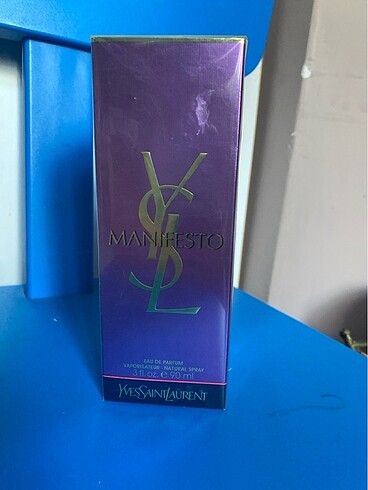 YSL
MANIFESTO
EAU DE PARFUM
VAPORISATEUR - NATURAL SPRAY
3 fl. oz. e 90 ml
YVESSAINTLAURENT